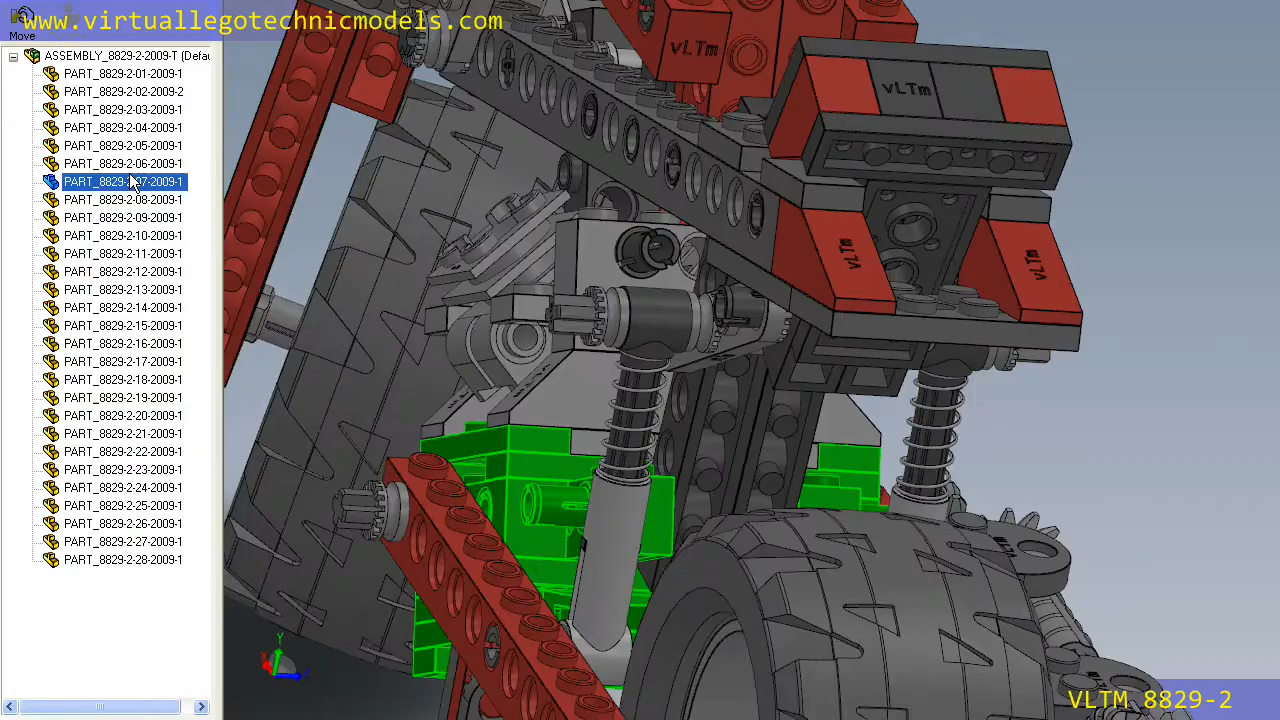 www.virtuallegotechnicmodels.com
Move
ASSEMBLY_8829-2-2009-T (Defau
PART_8829-2-01-2009-1
PART_8829-2-02-2009-2
PART_8829-2-03-2009-1
PART_8829-2-04-2009-1
PART_8829-2-05-2009-1
PART_8829-2-06-2009-1
PART_8829-2-07-2009-1
PART_8829-2-08-2009-1
PART_8829-2-09-2009-1
PART_8829-2-10-2009-1
PART_8829-2-11-2009-1
PART_8829-2-12-2009-1
PART_8829-2-13-2009-1
PART_8829-2-14-2009-1
PART_8829-2-15-2009-1
PART_8829-2-16-2009-1
PART_8829-2-17-2009-1
PART_8829-2-18-2009-1
PART_8829-2-19-2009-1
PART_8829-2-20-2009-1
PART_8829-2-21-2009-1
PART_8829-2-22-2009-1
PART_8829-2-23-2009-1
PART_8829-2-24-2009-1
PART_8829-2-25-2009-1
PART_8829-2-26-2009-1
PART_8829-2-27-2009-1
PART_8829-2-28-2009-1
vLTm
vLTm
vLTm
vLTm
Y
VLTM 8829-2